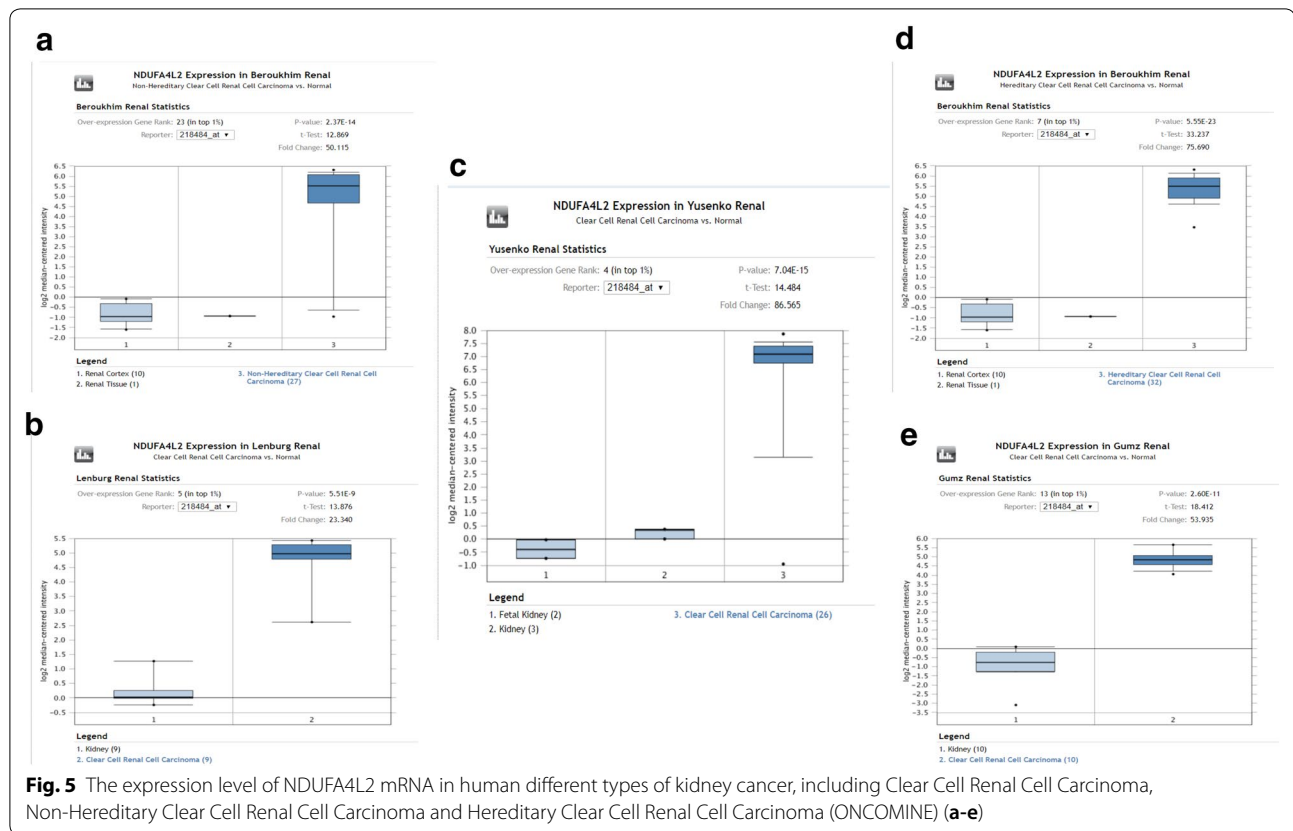 a
NDUFA4L2 Expression in Beroukhim Renal
Non-Hereditary Clear Cell Renal Cell Carcinoma vs. Normal
Beroukhim Renal Statistics
Over-expression Gene Rank: 23 (in top 1%) P-value: 2.37E-14
Reporter: 218484_at ▼ t-Test: 12.869
Fold Change: 50.115
log2 median-centered intensity
6.5
6.0
5.5
5.0
4.5
4.0
3.5
3.0
2.5
2.0
1.5
1.0
0.5
0.0
-0.5
-1.0
-1.5
-2.0
1 2 3
Legend
1. Renal Cortex (10) 3. Non-Hereditary Clear Cell Renal Cell
2. Renal Tissue (1) Carcinoma (27)
b
NDUFA4L2 Expression in Lenburg Renal
Clear Cell Renal Cell Carcinoma vs. Normal
Lenburg Renal Statistics
Over-expression Gene Rank: 5 (in top 1%) P-value: 5.51E-9
Reporter: 218484_at ▼ t-Test: 13.876
Fold Change: 23.340
log2 median-centered intensity
5.5
5.0
4.5
4.0
3.5
3.0
2.5
2.0
1.5
1.0
0.5
0.0
-0.5
1 2
Legend
1. Kidney (9)
2. Clear Cell Renal Cell Carcinoma (9)
c
NDUFA4L2 Expression in Yusenko Renal
Clear Cell Renal Cell Carcinoma vs. Normal
Yusenko Renal Statistics
Over-expression Gene Rank: 4 (in top 1%) P-value: 7.04E-15
Reporter: 218484_at ▼ t-Test: 14.484
Fold Change: 86.565
log2 median-centered intensity
8.0
7.5
7.0
6.5
6.0
5.5
5.0
4.5
4.0
3.5
3.0
2.5
2.0
1.5
1.0
0.5
0.0
-0.5
-1.0
1 2 3
Legend
1. Fetal Kidney (2) 3. Clear Cell Renal Cell Carcinoma (26)
2. Kidney (3)
d
NDUFA4L2 Expression in Beroukhim Renal
Hereditary Clear Cell Renal Cell Carcinoma vs. Normal
Beroukhim Renal Statistics
Over-expression Gene Rank: 7 (in top 1%) P-value: 5.55E-23
Reporter: 218484_at ▼ t-Test: 33.237
Fold Change: 75.690
log2 median-centered intensity
6.5
6.0
5.5
5.0
4.5
4.0
3.5
3.0
2.5
2.0
1.5
1.0
0.5
0.0
-0.5
-1.0
-1.5
-2.0
1 2 3
Legend
1. Renal Cortex (10) 3. Hereditary Clear Cell Renal Cell
2. Renal Tissue (1) Carcinoma (32)
e
NDUFA4L2 Expression in Gumz Renal
Clear Cell Renal Cell Carcinoma vs. Normal
Gumz Renal Statistics
Over-expression Gene Rank: 13 (in top 1%) P-value: 2.60E-11
Reporter: 218484_at ▼ t-Test: 18.412
Fold Change: 53.935
log2 median-centered intensity
6.0
5.5
5.0
4.5
4.0
3.5
3.0
2.5
2.0
1.5
1.0
0.5
0.0
-0.5
-1.0
-1.5
-2.0
-2.5
-3.0
-3.5
1 2
Legend
1. Kidney (10)
2. Clear Cell Renal Cell Carcinoma (10)
Fig. 5 The expression level of NDUFA4L2 mRNA in human different types of kidney cancer, including Clear Cell Renal Cell Carcinoma,
Non-Hereditary Clear Cell Renal Cell Carcinoma and Hereditary Clear Cell Renal Cell Carcinoma (ONCOMINE) (a-e)